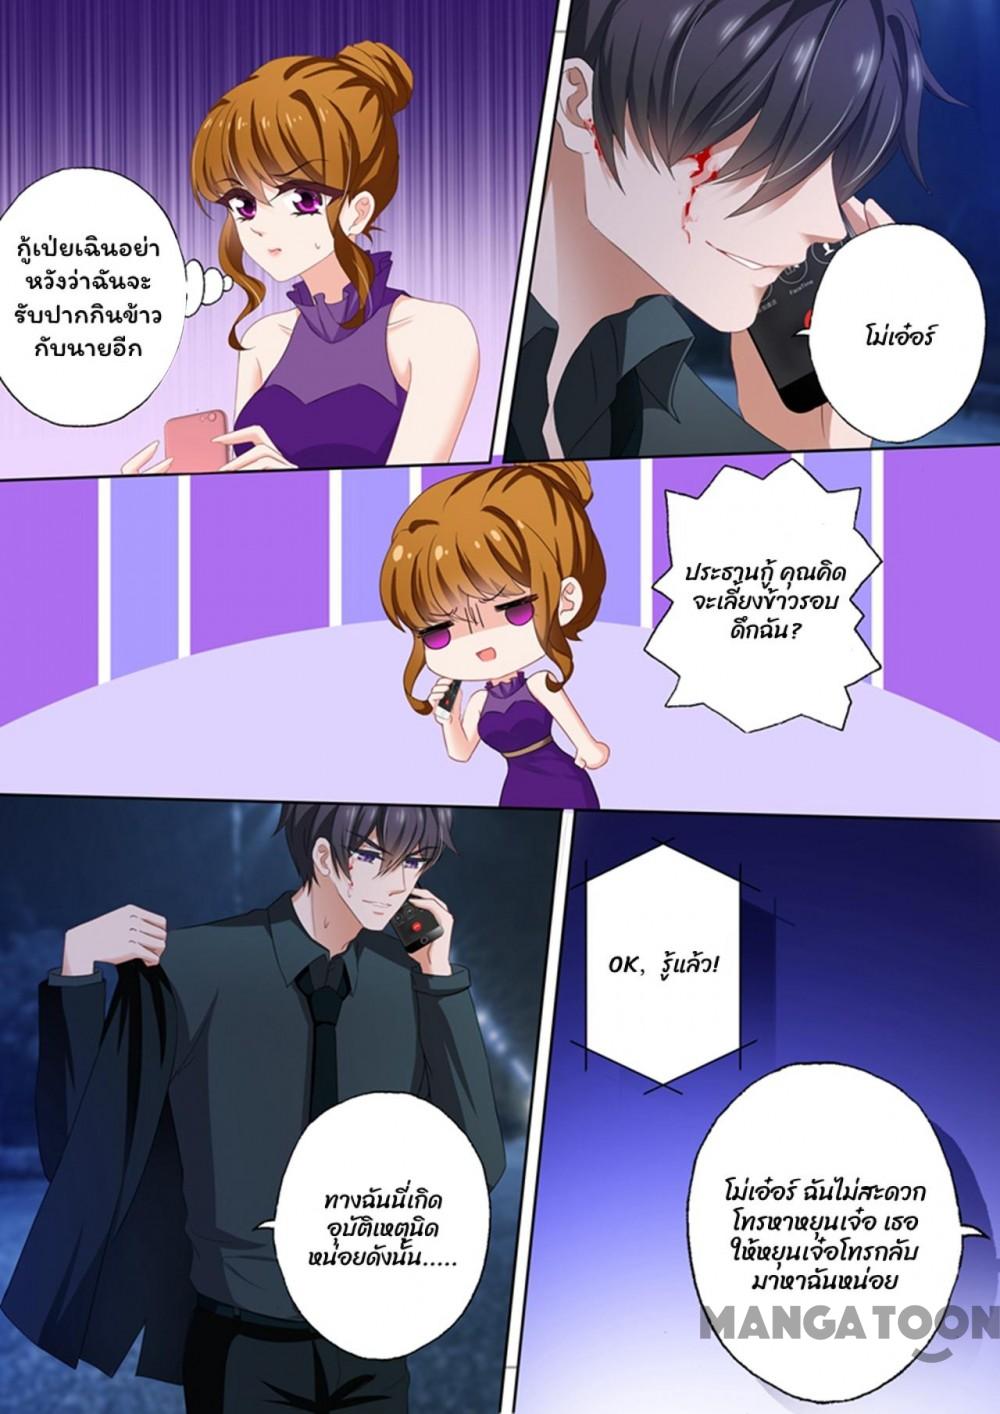 กู้เป่ยเฉินอย่า
หวังว่าฉันจะ
รับปากกินข้าว
กับนายอีก
โม่เอ๋อร์
ประธานกู้ คุณคิด
จะเลี้ยงข้าวรอบ
ดึกฉัน?
ทางฉันนี่เกิด
อุบัติเหตุนิด
หน่อยดังนั้น.....
OK, รู้แล้ว!
โม่เอ๋อร์ ฉันไม่สะดวก
โทรหาหยุนเจ๋อ เธอ
ให้หยุนเจ๋อโทรกลับ
มาหาฉันหน่อย
MANGATOON